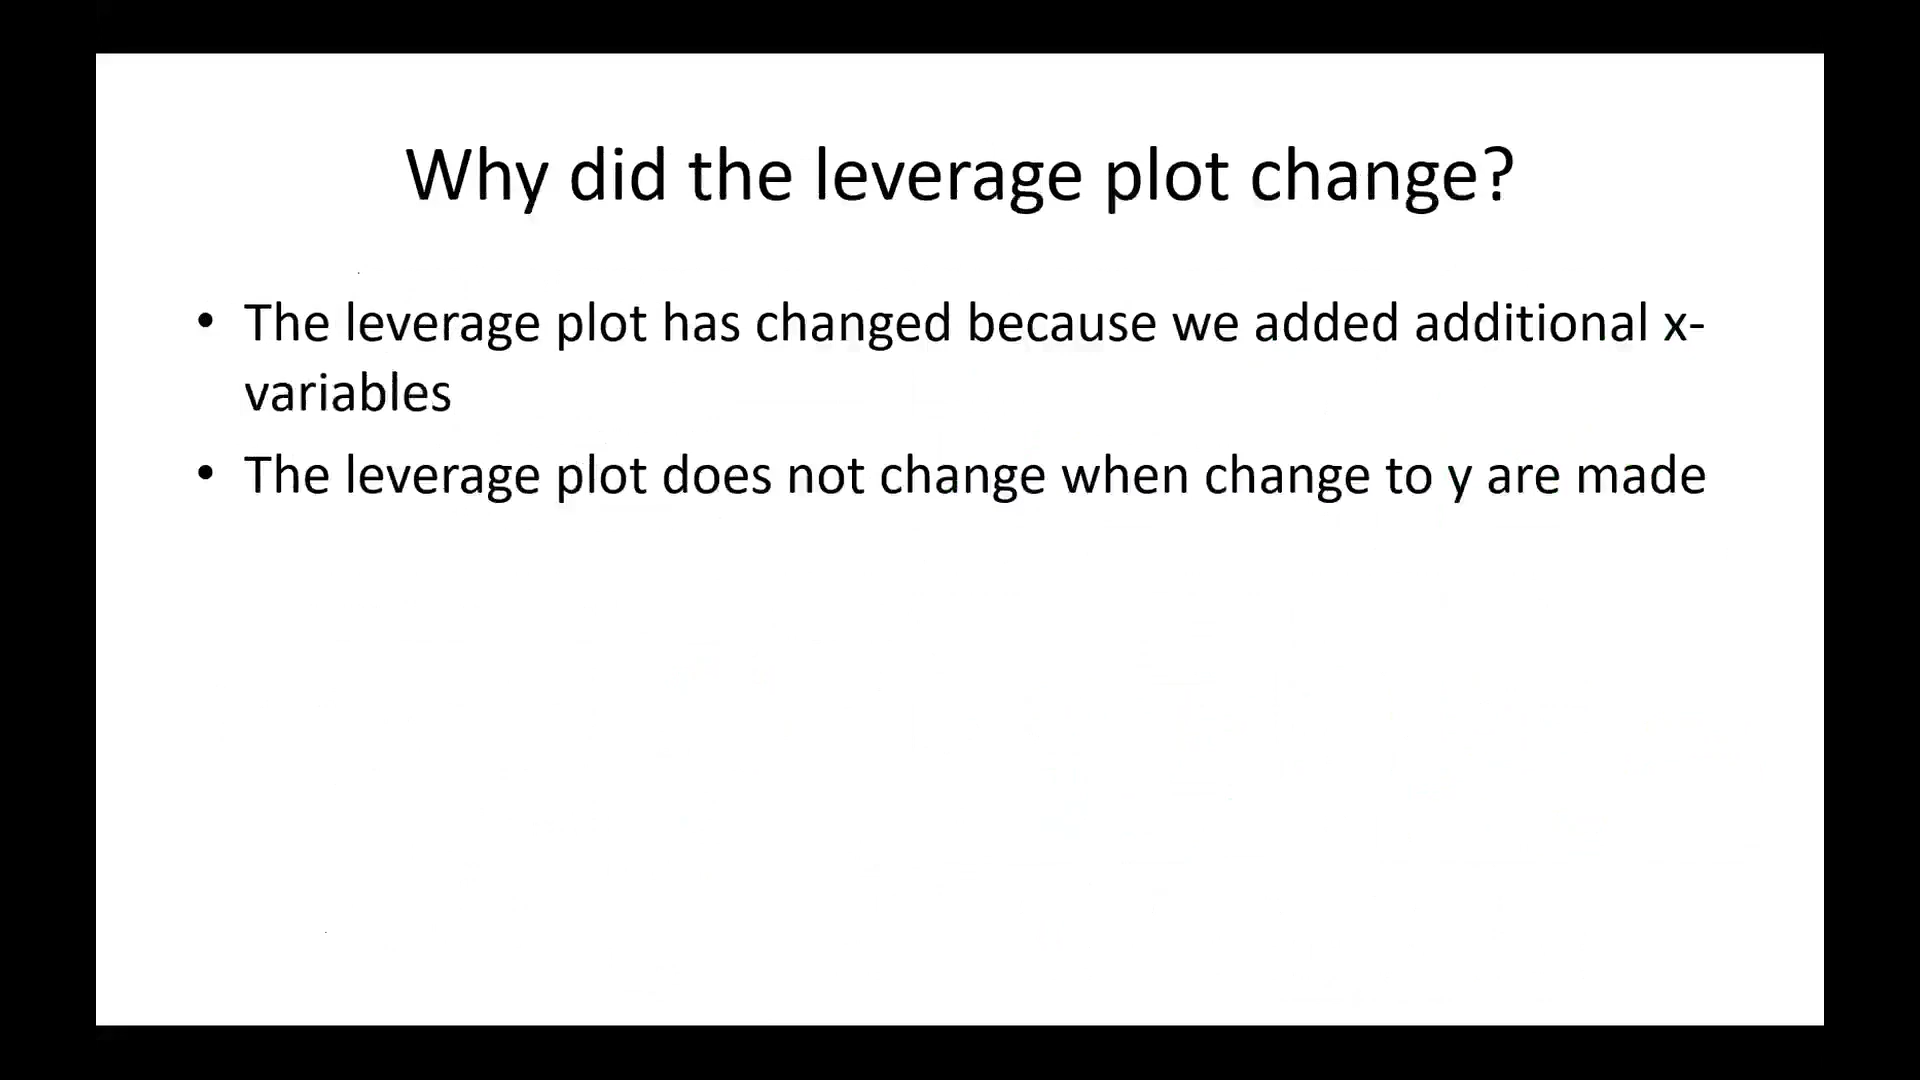 Why did the leverage plot change?
• The leverage plot has changed because we added additional x-
variables
• The leverage plot does not change when change to y are made